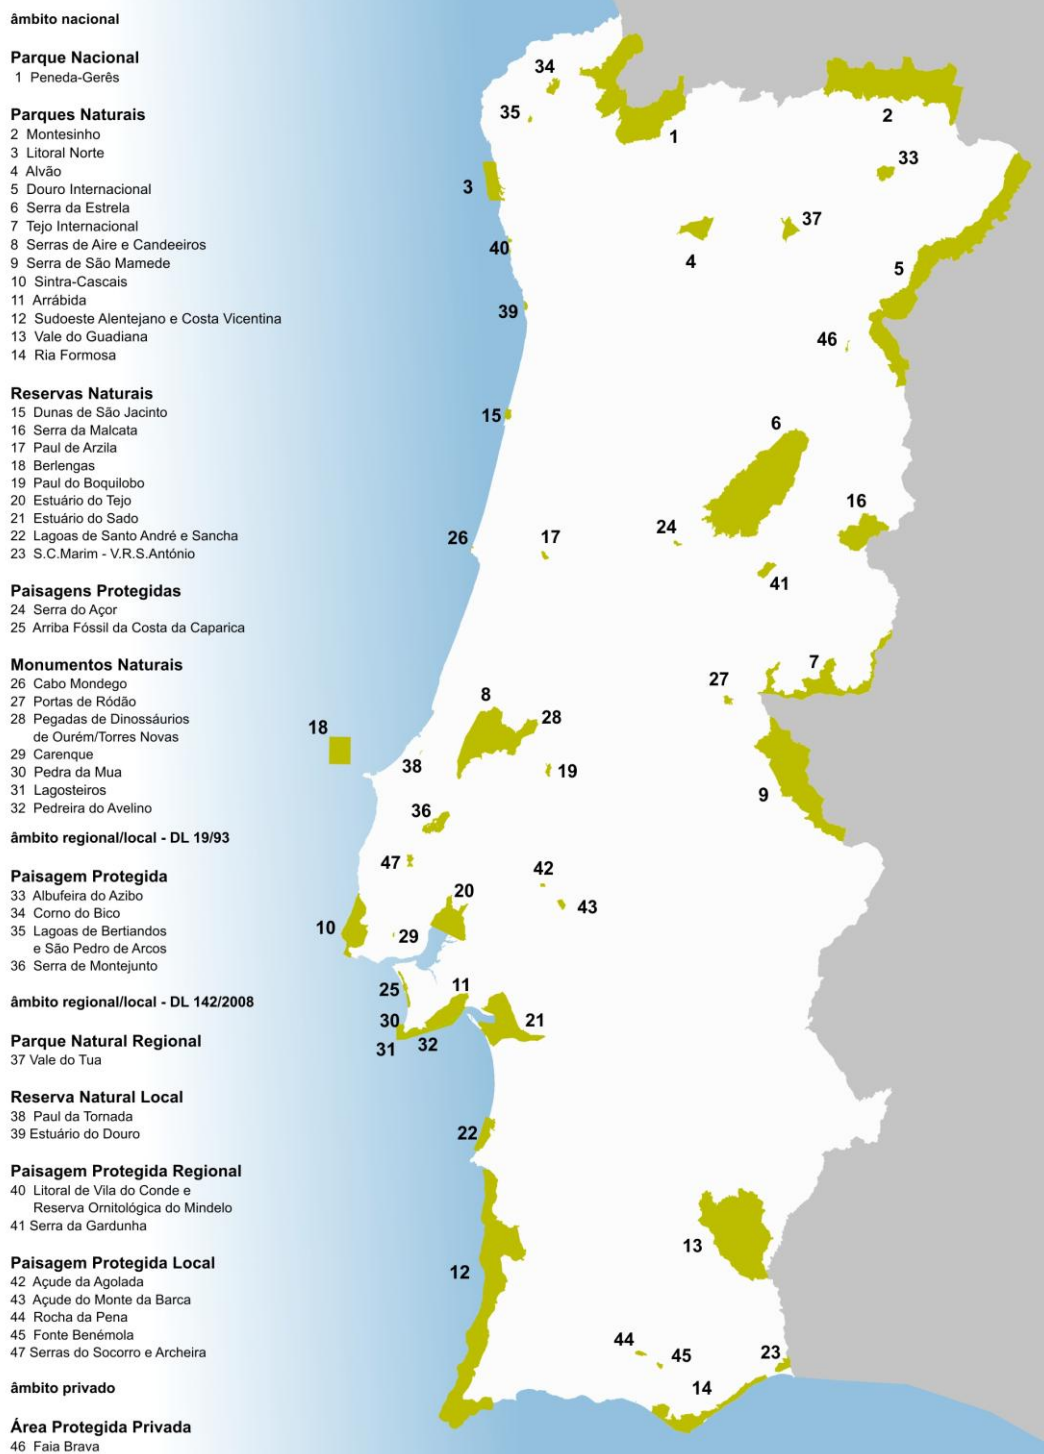 âmbito nacional
Parque Nacional
1 Peneda-Gerês
Parques Naturais
2 Montesinho
3 Litoral Norte
4 Alvão
5 Douro Internacional
6 Serra da Estrela
7 Tejo Internacional
8 Serras de Aire e Candeeiros
9 Serra de São Mamede
10 Sintra-Cascais
11 Arrábida
12 Sudoeste Alentejano e Costa Vicentina
13 Vale do Guadiana
14 Ria Formosa
Reservas Naturais
15 Dunas de São Jacinto
16 Serra da Malcata
17 Paul de Arzila
18 Berlengas
19 Paul do Boquilobo
20 Estuário do Tejo
21 Estuário do Sado
22 Lagoas de Santo André e Sancha
23 S.C.Marim - V.R.S.António
Paisagens Protegidas
24 Serra do Açor
25 Arriba Fóssil da Costa da Caparica
Monumentos Naturais
26 Cabo Mondego
27 Portas de Ródão
28 Pegadas de Dinossáurios
de Ourém/Torres Novas
29 Carenque
30 Pedra da Mua
31 Lagosteiros
32 Pedreira do Avelino
âmbito regional/local - DL 19/93
Paisagem Protegida
33 Albufeira do Azibo
34 Corno do Bico
35 Lagoas de Bertiandos
e São Pedro de Arcos
36 Serra de Montejunto
âmbito regional/local - DL 142/2008
Parque Natural Regional
37 Vale do Tua
Reserva Natural Local
38 Paul da Tornada
39 Estuário do Douro
Paisagem Protegida Regional
40 Litoral de Vila do Conde e
Reserva Ornitológica do Mindelo
41 Serra da Gardunha
Paisagem Protegida Local
42 Açude da Agolada
43 Açude do Monte da Barca
44 Rocha da Pena
45 Fonte Benémola
47 Serras do Socorro e Archeira
âmbito privado
Área Protegida Privada
46 Faia Brava
34
35
1
2
33
3
37
40
4
5
39
46
15
6
16
26
17
24
41
7
27
8
28
18
38
19
9
36
47
42
20
43
10
29
25
11
30
21
31
32
22
13
12
44
45
23
14